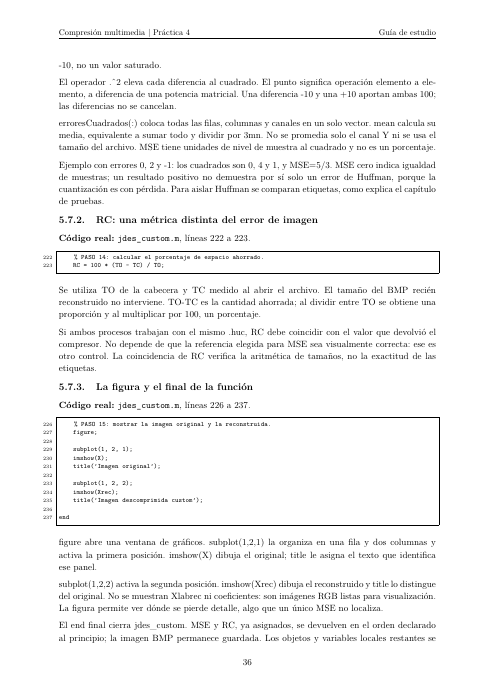 Compresión multimedia | Práctica 4 Guía de estudio
-10, no un valor saturado.
El operador .ˆ2 eleva cada diferencia al cuadrado. El punto significa operación elemento a ele-
mento, a diferencia de una potencia matricial. Una diferencia -10 y una +10 aportan ambas 100;
las diferencias no se cancelan.
erroresCuadrados(:) coloca todas las filas, columnas y canales en un solo vector. mean calcula su
media, equivalente a sumar todo y dividir por 3mn. No se promedia solo el canal Y ni se usa el
tamaño del archivo. MSE tiene unidades de nivel de muestra al cuadrado y no es un porcentaje.
Ejemplo con errores 0, 2 y -1: los cuadrados son 0, 4 y 1, y MSE=5/3. MSE cero indica igualdad
de muestras; un resultado positivo no demuestra por sí solo un error de Huffman, porque la
cuantización es con pérdida. Para aislar Huffman se comparan etiquetas, como explica el capítulo
de pruebas.
5.7.2. RC: una métrica distinta del error de imagen
Código real: jdes_custom.m, líneas 222 a 223.
222 % PASO 14: calcular el porcentaje de espacio ahorrado.
223 RC = 100 * (TO - TC) / TO;
Se utiliza TO de la cabecera y TC medido al abrir el archivo. El tamaño del BMP recién
reconstruido no interviene. TO-TC es la cantidad ahorrada; al dividir entre TO se obtiene una
proporción y al multiplicar por 100, un porcentaje.
Si ambos procesos trabajan con el mismo .huc, RC debe coincidir con el valor que devolvió el
compresor. No depende de que la referencia elegida para MSE sea visualmente correcta: ese es
otro control. La coincidencia de RC verifica la aritmética de tamaños, no la exactitud de las
etiquetas.
5.7.3. La figura y el final de la función
Código real: jdes_custom.m, líneas 226 a 237.
226 % PASO 15: mostrar la imagen original y la reconstruida.
227 figure;
228
229 subplot(1, 2, 1);
230 imshow(X);
231 title('Imagen original');
232
233 subplot(1, 2, 2);
234 imshow(Xrec);
235 title('Imagen descomprimida custom');
236
237 end
figure abre una ventana de gráficos. subplot(1,2,1) la organiza en una fila y dos columnas y
activa la primera posición. imshow(X) dibuja el original; title le asigna el texto que identifica
ese panel.
subplot(1,2,2) activa la segunda posición. imshow(Xrec) dibuja el reconstruido y title lo distingue
del original. No se muestran Xlabrec ni coeficientes: son imágenes RGB listas para visualización.
La figura permite ver dónde se pierde detalle, algo que un único MSE no localiza.
El end final cierra jdes_custom. MSE y RC, ya asignados, se devuelven en el orden declarado
al principio; la imagen BMP permanece guardada. Los objetos y variables locales restantes se
36